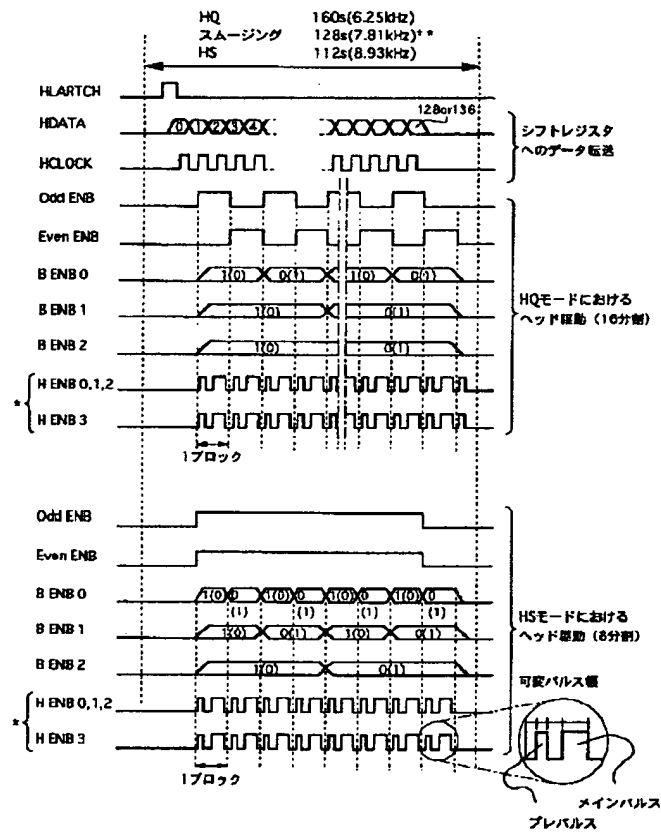 HQ 160s(6.25kHz)
スムージング 128s(7.81kHz)**
HS 112s(8.93kHz)
HLARTCH
HDATA 0 1 2 3 4 128or136
HCLOCK
シフトレジスタ
へのデータ転送
Odd ENB
Even ENB
B ENB 0 1(0) 0(1) 1(0) 0(1)
B ENB 1 1(0) 0(1)
B ENB 2 1(0) 0(1)
* H ENB 0,1,2
H ENB 3
1ブロック
HQモードにおける
ヘッド駆動(16分割)
Odd ENB
Even ENB
B ENB 0 1(0) 0 1(0) 0 1(0) 0 1(0) 0
(1) (1) (1) (1)
B ENB 1 1(0) 0(1) 1(0) 0(1)
B ENB 2 1(0) 0(1)
* H ENB 0,1,2
H ENB 3
1ブロック
HSモードにおける
ヘッド駆動(8分割)
可変パルス幅
メインパルス
プレパルス